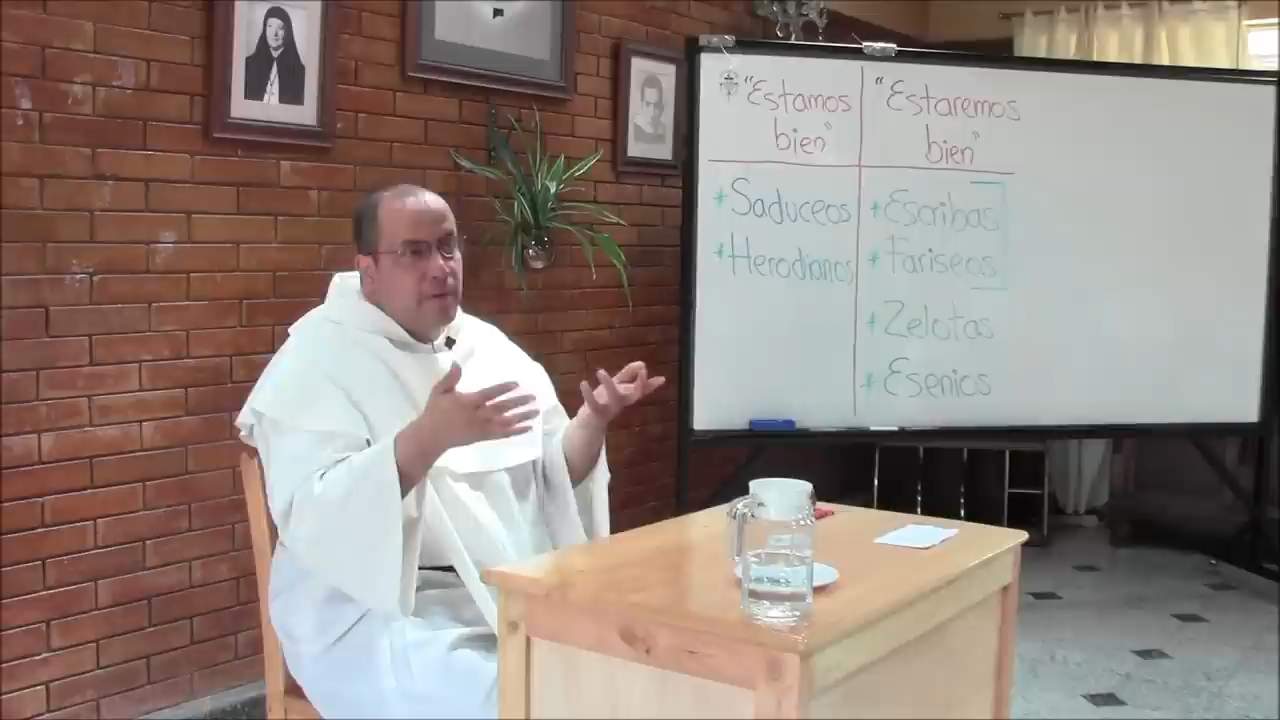 "Estamos
bien"
"Estaremos
bien"
* Saduceos
* Herodianos
* Escribas
* Fariseos
* Zelotas
* Esenios